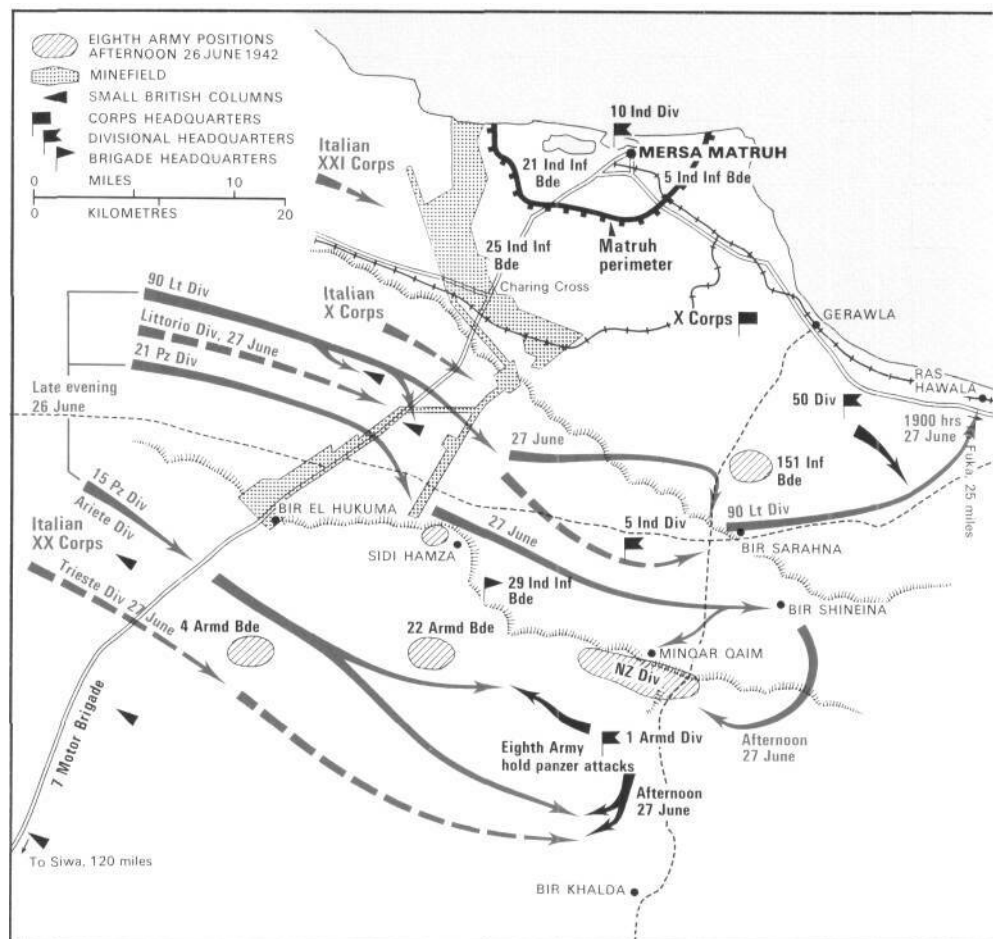 EIGHTH ARMY POSITIONS
AFTERNOON 26 JUNE 1942
MINEFIELD
SMALL BRITISH COLUMNS
CORPS HEADQUARTERS
DIVISIONAL HEADQUARTERS
BRIGADE HEADQUARTERS
0 MILES 10
0 KILOMETRES 20
10 Ind Div
MERSA MATRUH
21 Ind Inf
Bde
5 Ind Inf Bde
Italian
XXI Corps
Matruh
perimeter
25 Ind Inf
Bde
Charing Cross
90 Lt Div
Italian
X Corps
X Corps
GERAWLA
Littorio Div, 27 June
21 Pz Div
RAS
HAWALA
Late evening
26 June
50 Div
1900 hrs
27 June
Fuka, 25 miles
27 June
151 Inf
Bde
15 Pz Div
Ariete Div
BIR EL HUKUMA
27 June
5 Ind Div
90 Lt Div
BIR SARAHNA
Italian
XX Corps
SIDI HAMZA
29 Ind Inf
Bde
BIR SHINEINA
Trieste Div 27 June
4 Armd Bde
22 Armd Bde
MINQAR QAIM
NZ Div
7 Motor Brigade
1 Armd Div
Eighth Army
hold panzer attacks
Afternoon
27 June
Afternoon
27 June
To Siwa, 120 miles
BIR KHALDA